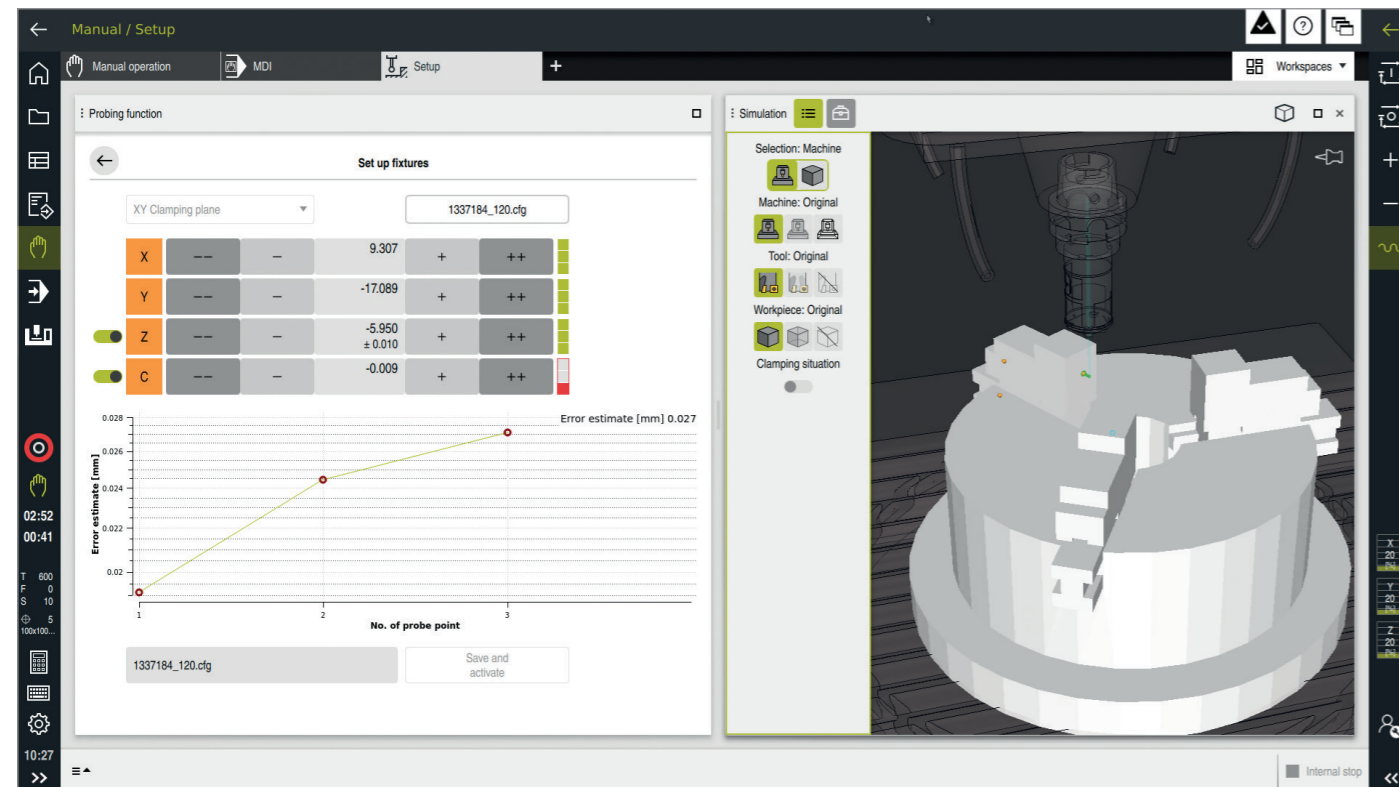 Manual / Setup
Manual operation
MDI
Setup
+
Workspaces
Probing function
Set up fixtures
XY Clamping plane
1337184_120.cfg
X
--
-
9.307
+
++
Y
--
-
-17.089
+
++
Z
--
-
-5.950
± 0.010
+
++
C
--
-
-0.009
+
++
Error estimate [mm] 0.027
Error estimate [mm]
0.028
0.026
0.024
0.022
0.02
1
2
3
No. of probe point
1337184_120.cfg
Save and
activate
Simulation
Selection: Machine
Machine: Original
Tool: Original
Workpiece: Original
Clamping situation
02:52
00:41
T 600
F 0
S 10
5
100x100...
10:27
Internal stop
X
20
Y
20
Z
20